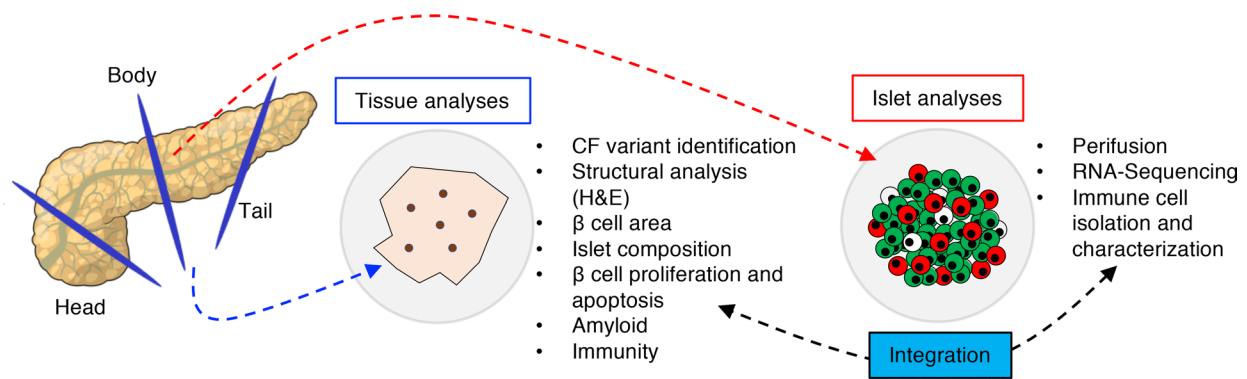 Body
Tail
Head
Tissue analyses
• CF variant identification
• Structural analysis
(H&E)
• β cell area
• Islet composition
• β cell proliferation and
apoptosis
• Amyloid
• Immunity
Islet analyses
• Perifusion
• RNA-Sequencing
• Immune cell
isolation and
characterization
Integration